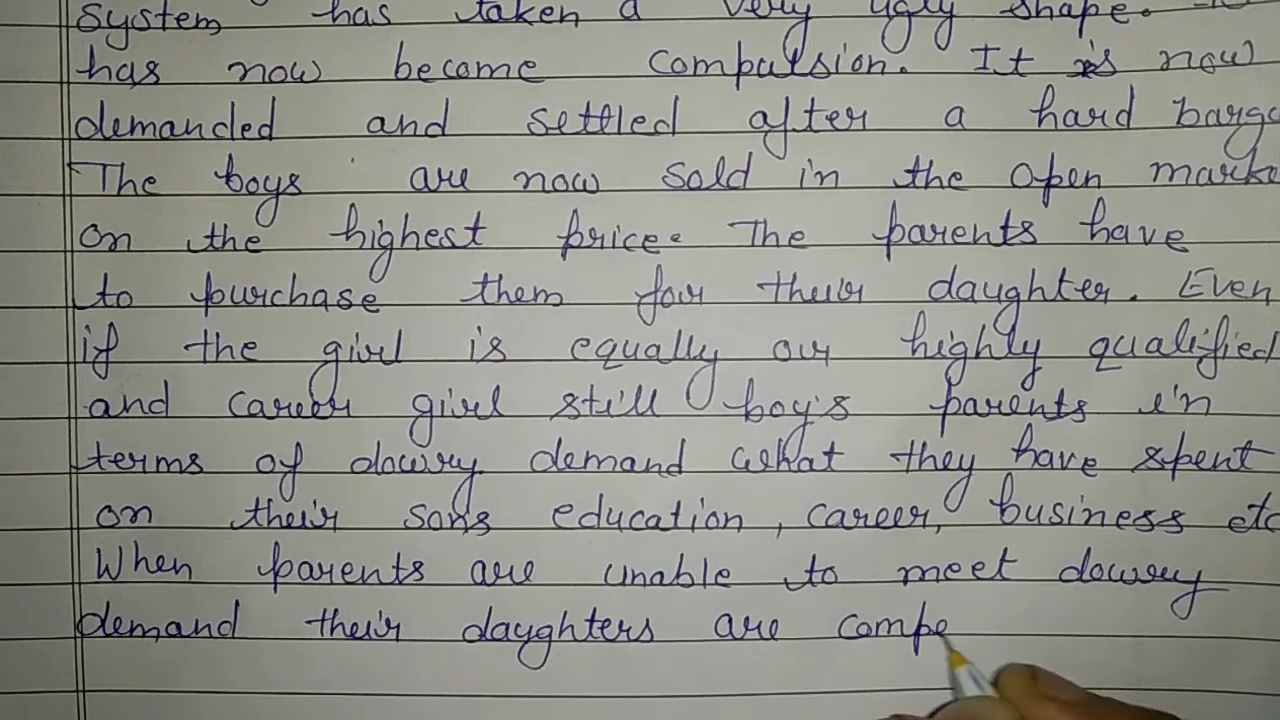 System has taken a very ugly shape.
has now become Compulsion. It is now
demanded and settled after a hard barga
The boys are now sold in the open marke
on the highest price. The parents have
to purchase them for their daughter. Even
if the girl is equally or highly qualified
and career girl still boy's parents in
terms of dowry demand what they have spent
on their sons education, career, business etc
When parents are unable to meet dowry
demand their dayghters are compe